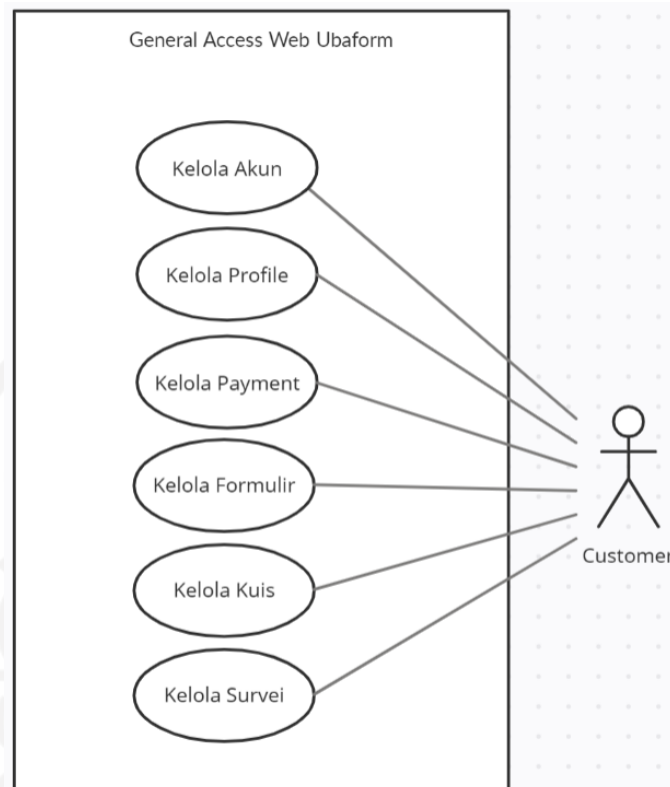 General Access Web Ubaform
Kelola Akun
Kelola Profile
Kelola Payment
Kelola Formulir
Kelola Kuis
Kelola Survei
Customer